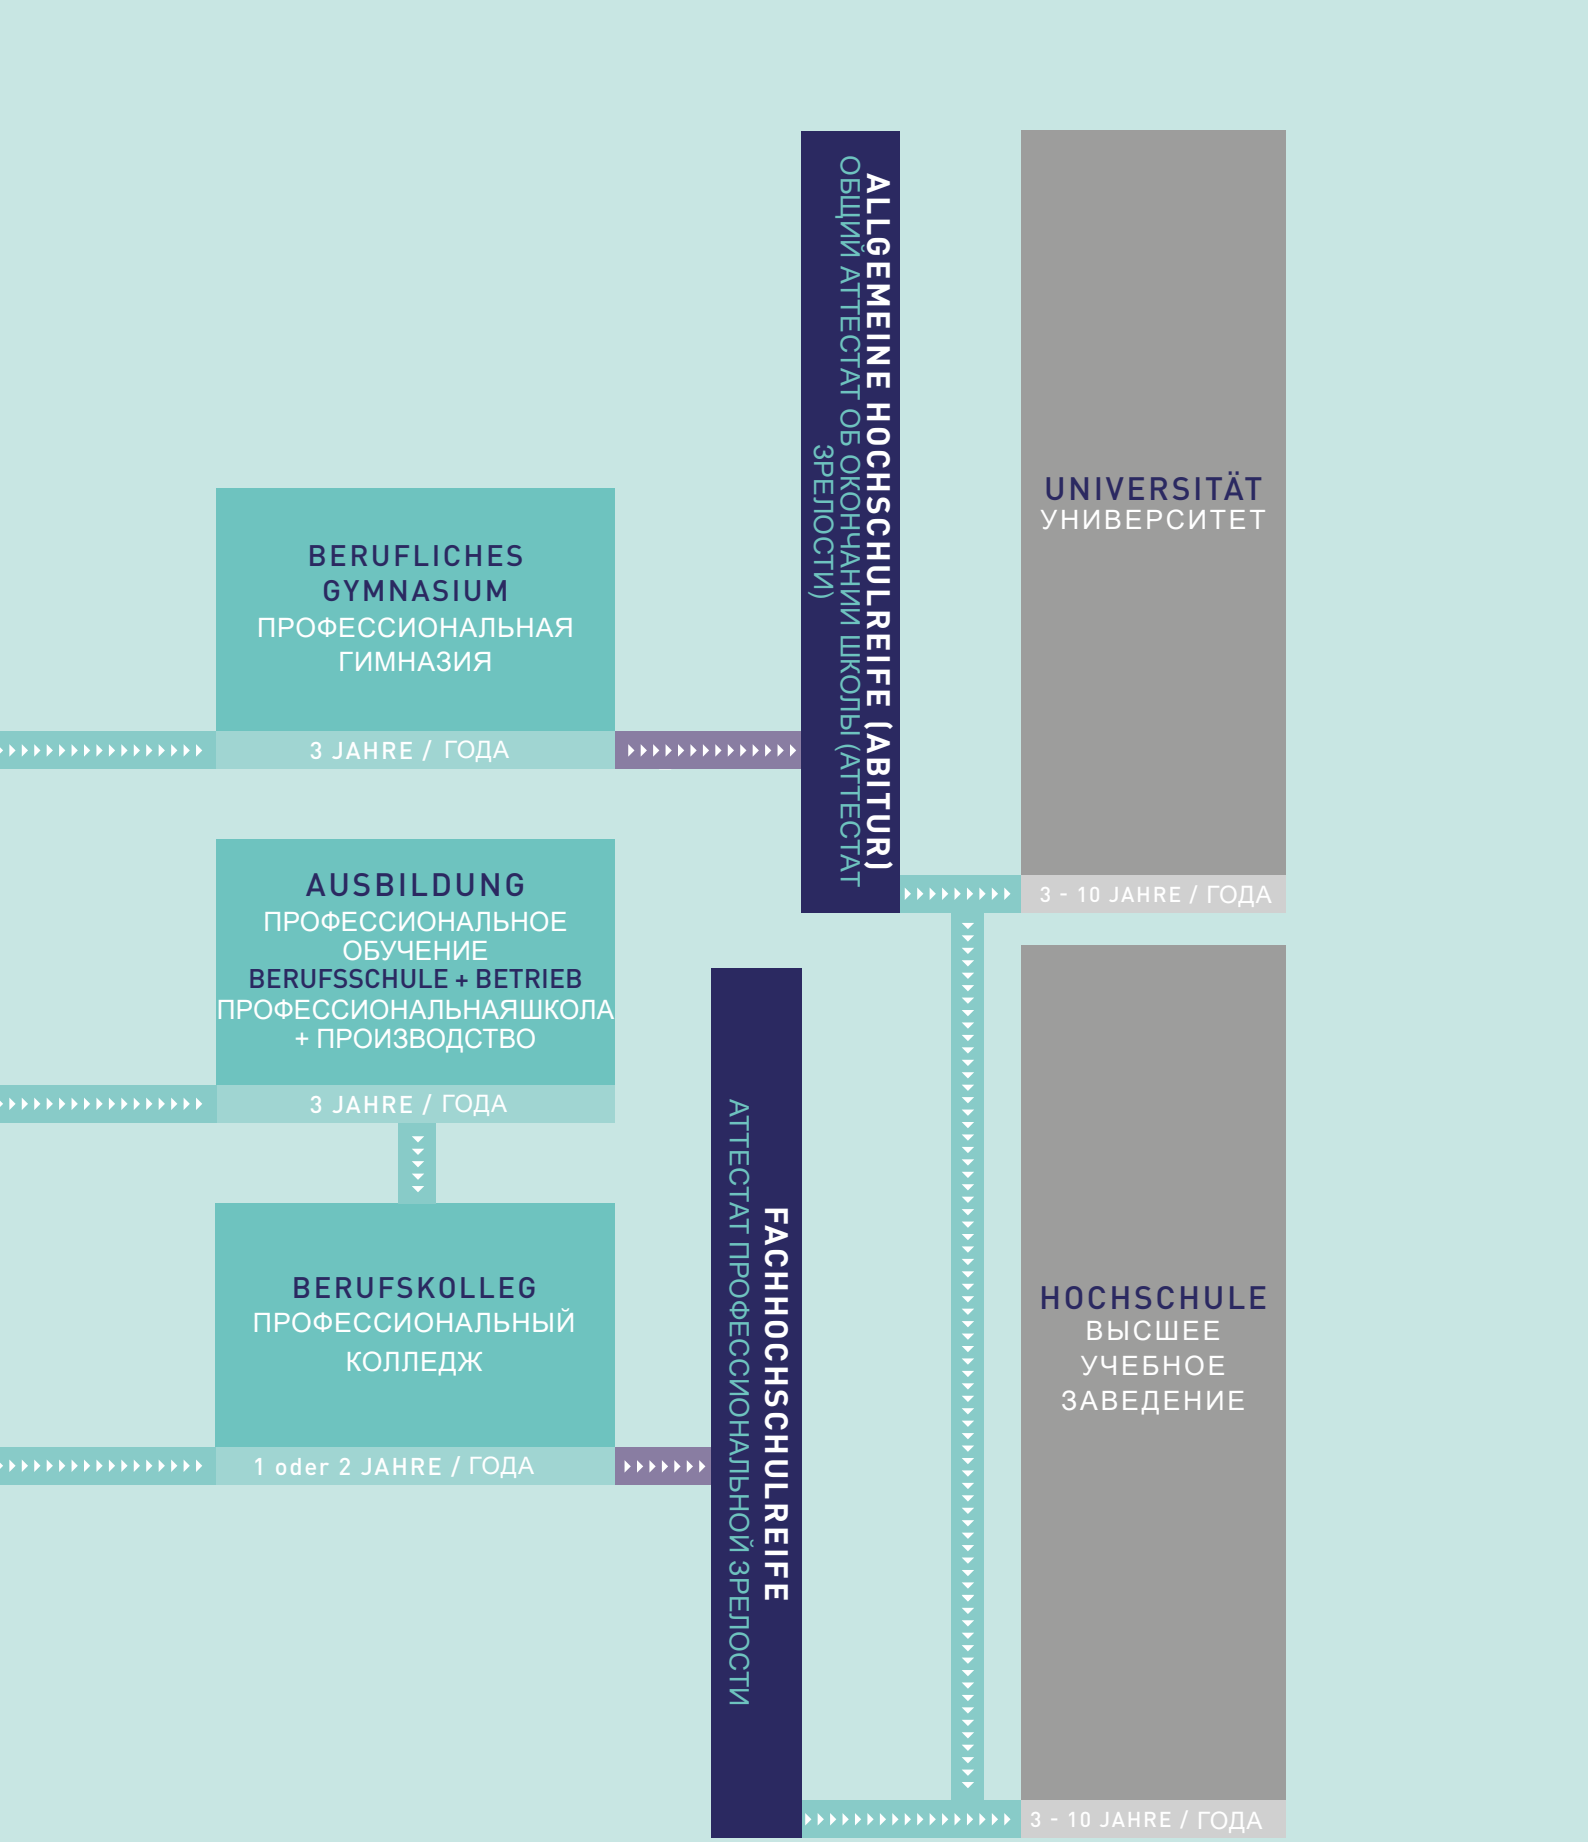 BERUFLICHES
GYMNASIUM
ПРОФЕССИОНАЛЬНАЯ
ГИМНАЗИЯ
3 JAHRE / ГОДА
AUSBILDUNG
ПРОФЕССИОНАЛЬНОЕ
ОБУЧЕНИЕ
BERUFSSCHULE + BETRIEB
ПРОФЕССИОНАЛЬНАЯШКОЛА
+ ПРОИЗВОДСТВО
3 JAHRE / ГОДА
BERUFSKOLLEG
ПРОФЕССИОНАЛЬНЫЙ
КОЛЛЕДЖ
1 oder 2 JAHRE / ГОДА
ALLGEMEINE HOCHSCHULREIFE (ABITUR)
ОБЩИЙ АТТЕСТАТ ОБ ОКОНЧАНИИ ШКОЛЫ (АТТЕСТАТ
ЗРЕЛОСТИ)
FACHHOCHSCHULREIFE
АТТЕСТАТ ПРОФЕССИОНАЛЬНОЙ ЗРЕЛОСТИ
UNIVERSITÄT
УНИВЕРСИТЕТ
3 - 10 JAHRE / ГОДА
HOCHSCHULE
ВЫСШЕЕ
УЧЕБНОЕ
ЗАВЕДЕНИЕ
3 - 10 JAHRE / ГОДА